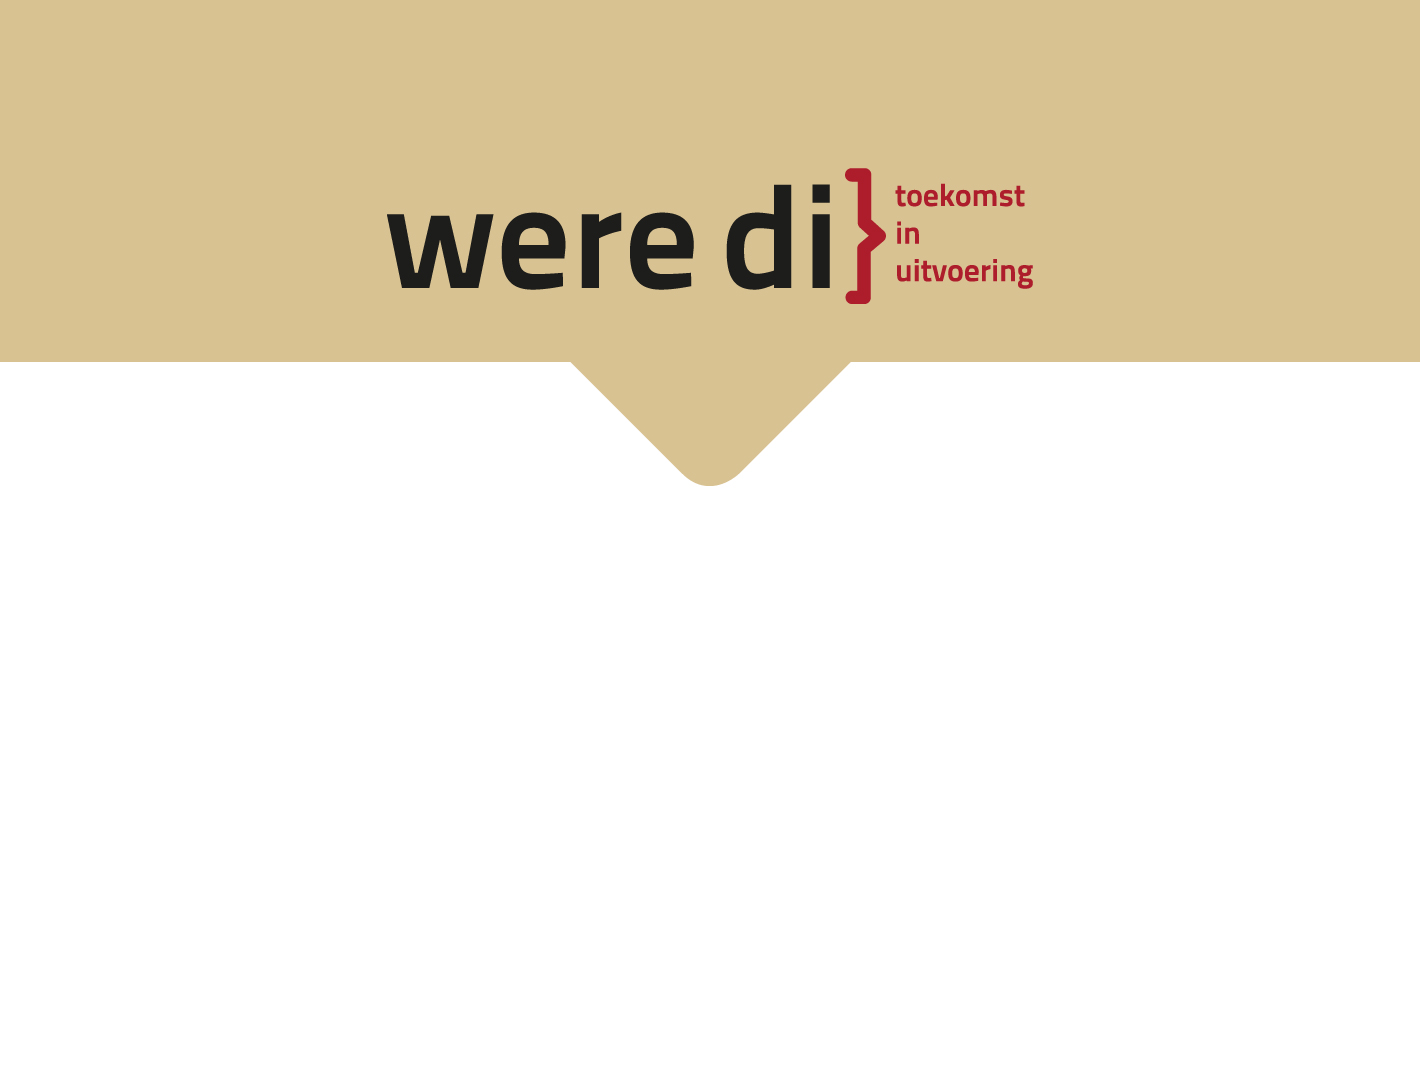 were di
toekomst
in
uitvoering